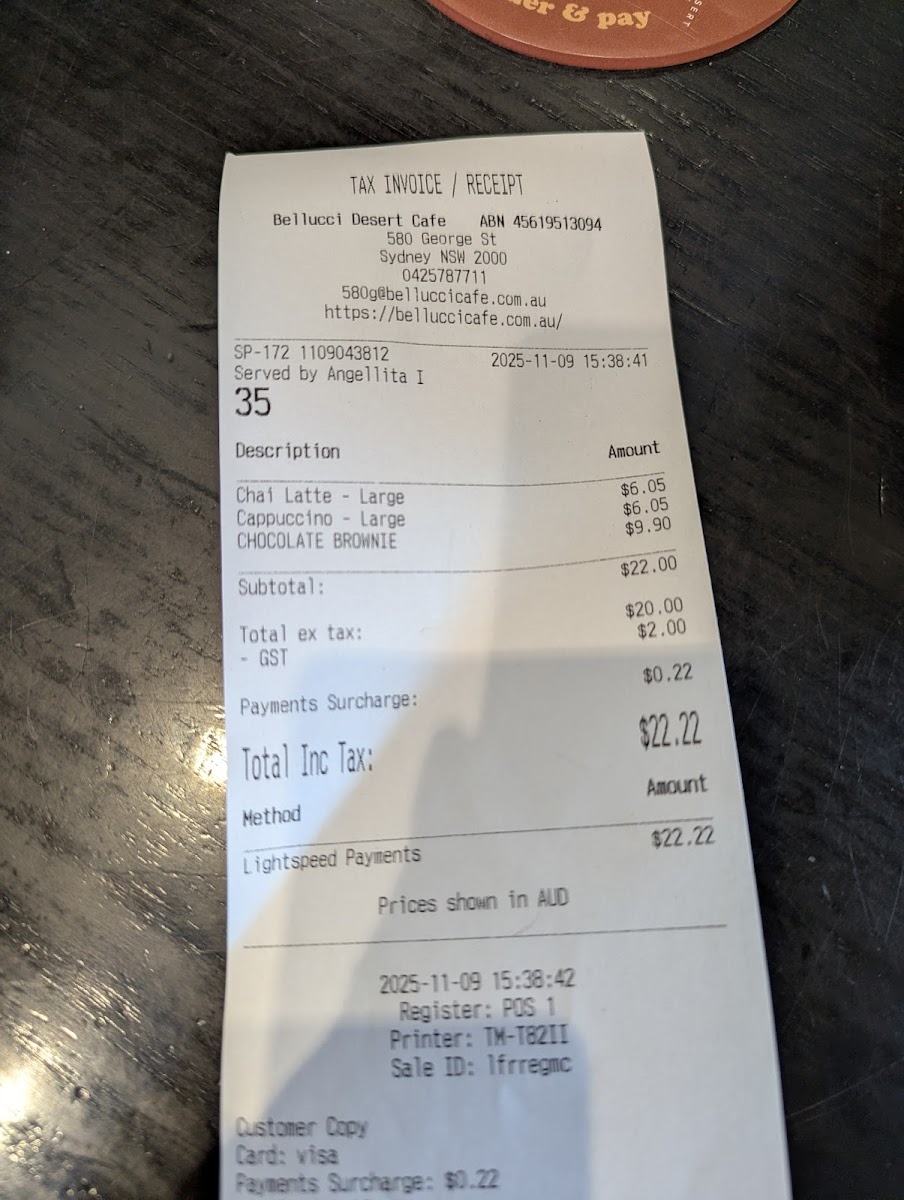 er & pay
SERT
TAX INVOICE / RECEIPT
Bellucci Desert Cafe ABN 45619513094
580 George St
Sydney NSW 2000
0425787711
580g@belluccicafe.com.au
https://belluccicafe.com.au/
SP-172 1109043812 2025-11-09 15:38:41
Served by Angellita I
35
Description Amount
Chai Latte - Large $6.05
Cappuccino - Large $6.05
CHOCOLATE BROWNIE $9.90
Subtotal: $22.00
Total ex tax: $20.00
- GST $2.00
Payments Surcharge: $0.22
Total Inc Tax: $22.22
Method Amount
Lightspeed Payments $22.22
Prices shown in AUD
2025-11-09 15:38:42
Register: POS 1
Printer: TM-T82II
Sale ID: lfrregmc
Customer Copy
Card: visa
Payments Surcharge: $0.22